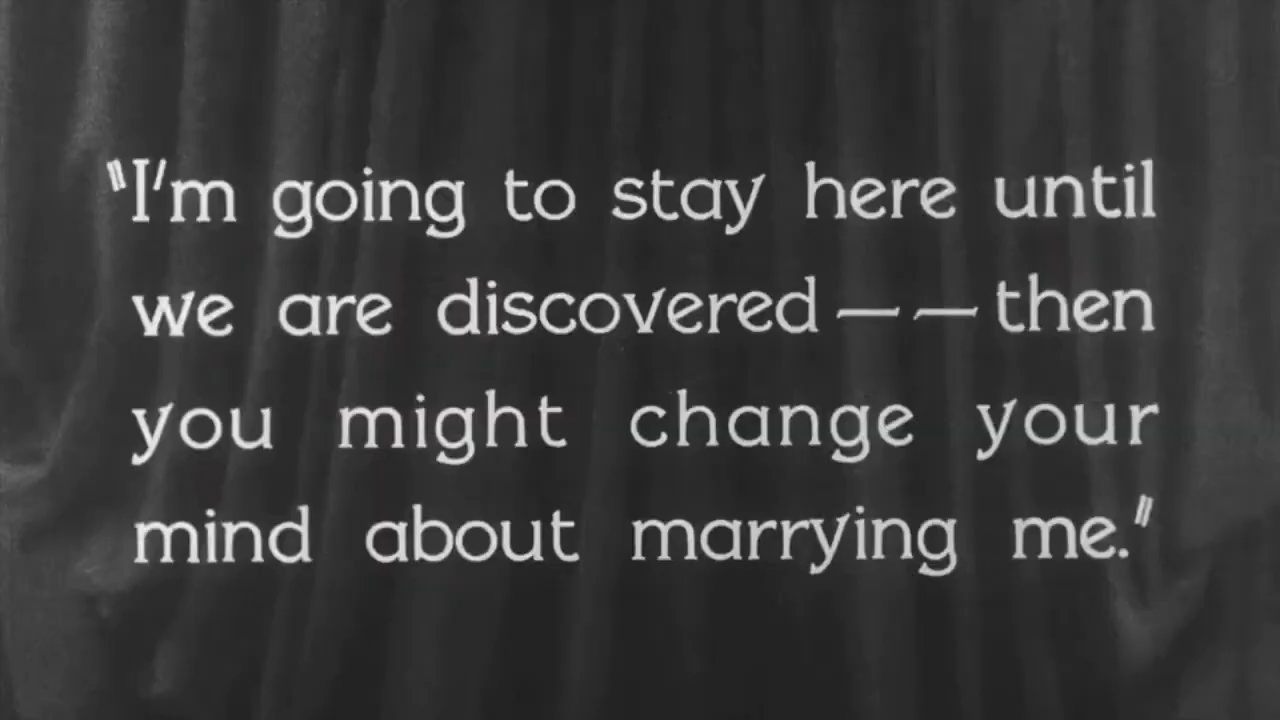 "I'm going to stay here until
we are discovered——then
you might change your
mind about marrying me."